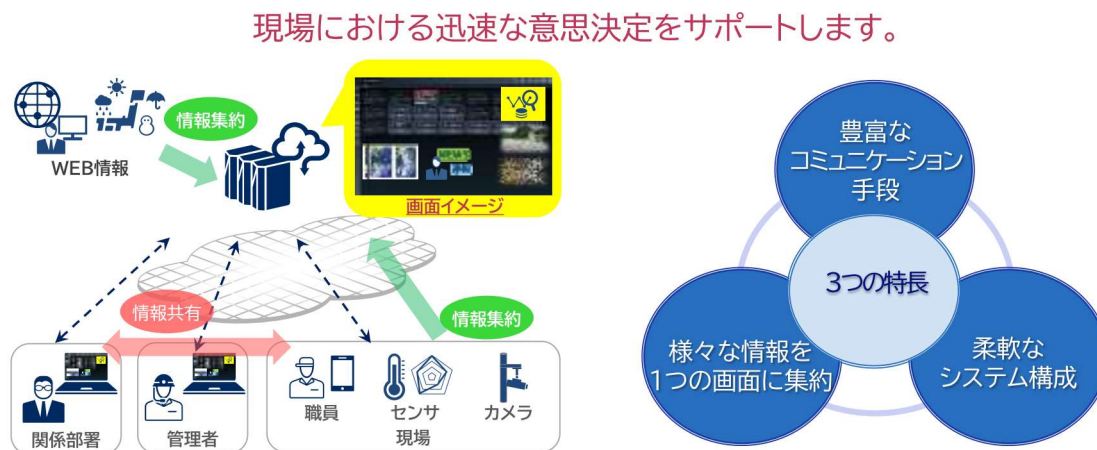 現場における迅速な意思決定をサポートします。
情報集約
WEB情報
画面イメージ
情報共有
情報集約
関係部署
管理者
職員
センサ
カメラ
現場
豊富な
コミュニケーション
手段
3つの特長
様々な情報を
1つの画面に集約
柔軟な
システム構成